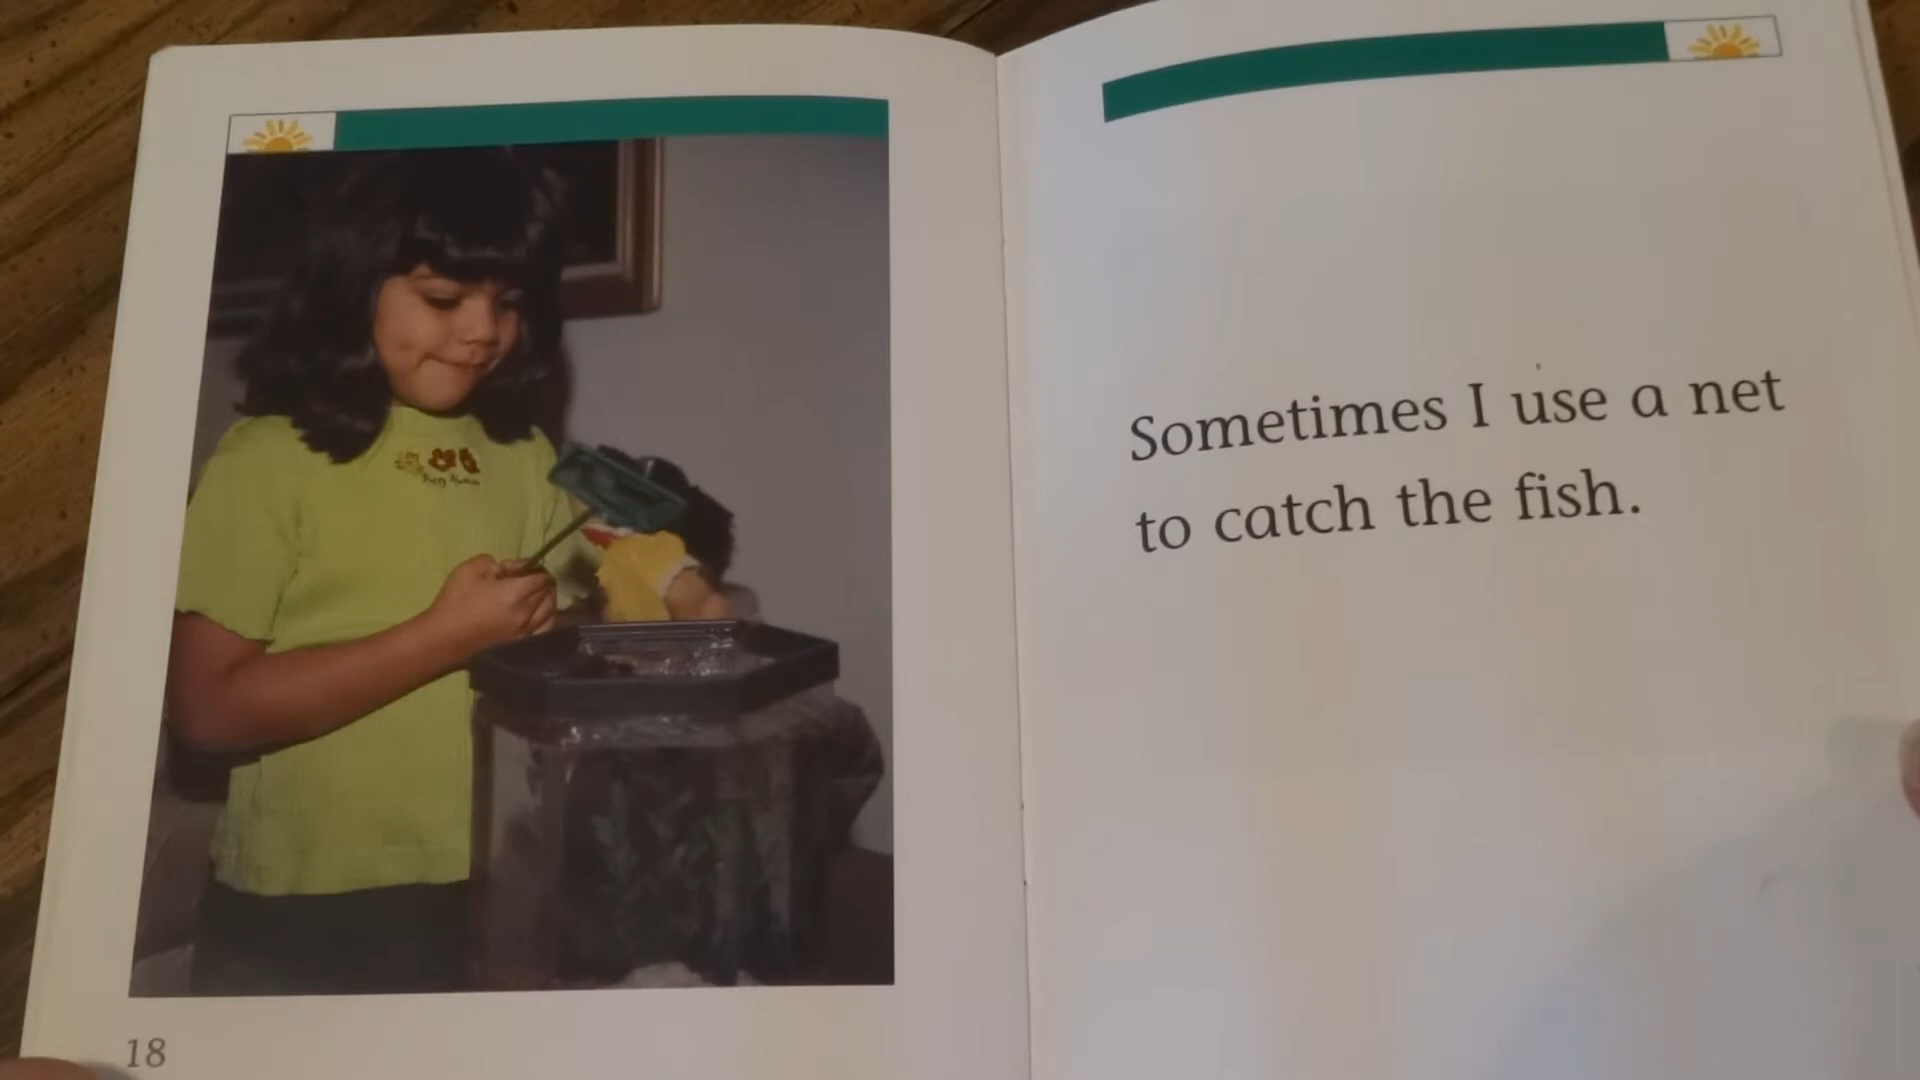 18
Sometimes I use a net
to catch the fish.